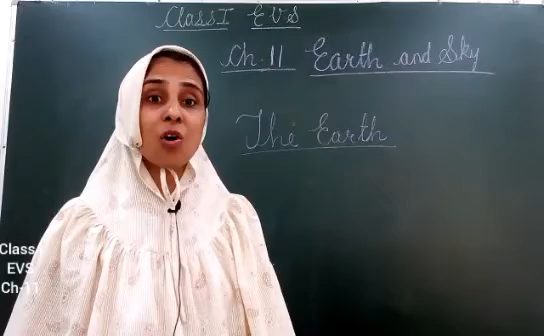 Class I EVS
Ch. 11 Earth and Sky
The Earth
Class I
EVS
Ch-11